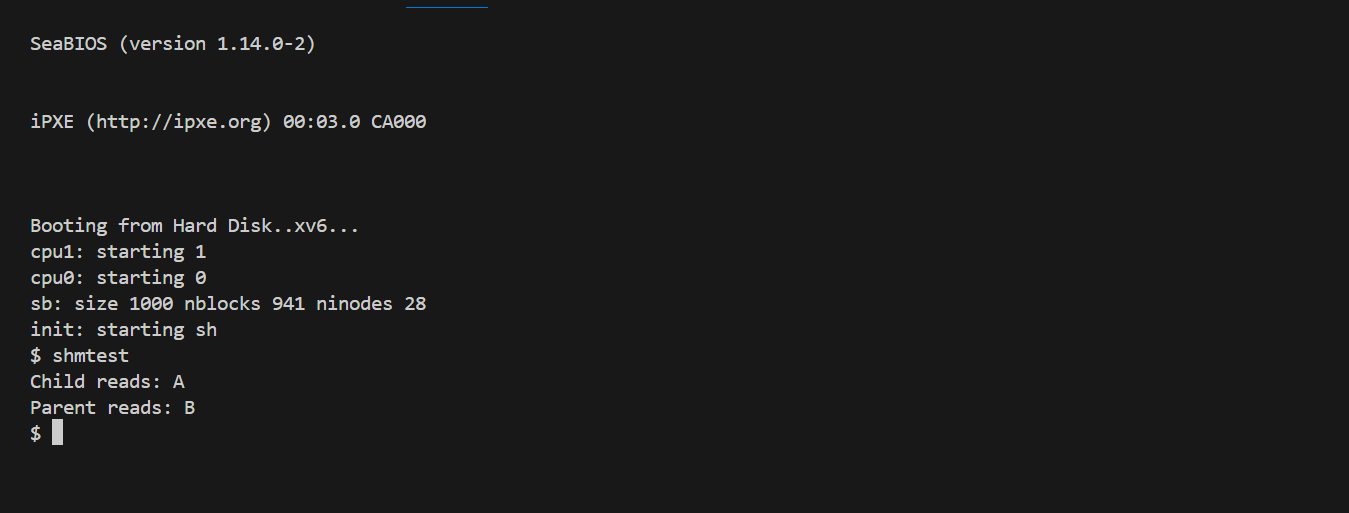 SeaBIOS (version 1.14.0-2)
iPXE (http://ipxe.org) 00:03.0 CA000
Booting from Hard Disk..xv6...
cpu1: starting 1
cpu0: starting 0
sb: size 1000 nblocks 941 ninodes 28
init: starting sh
$ shmtest
Child reads: A
Parent reads: B
$